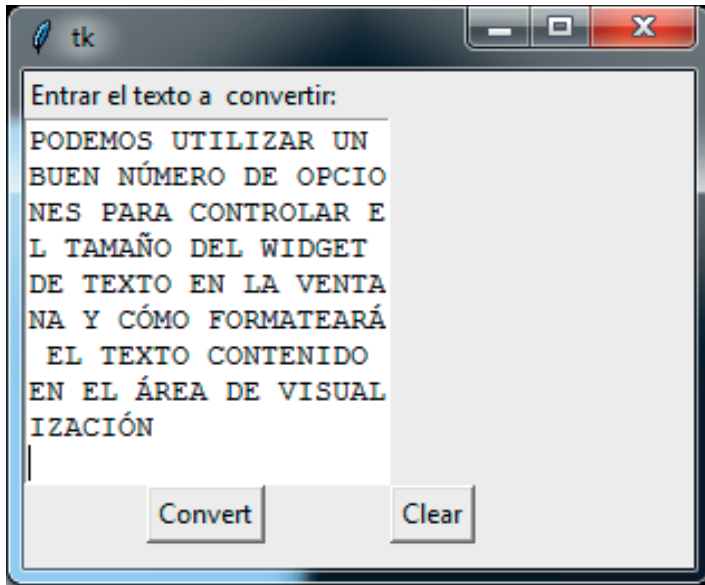 tk
Entrar el texto a  convertir:
PODEMOS UTILIZAR UN
BUEN NÚMERO DE OPCIO
NES PARA CONTROLAR E
L TAMAÑO DEL WIDGET
DE TEXTO EN LA VENTA
NA Y CÓMO FORMATEARÁ
 EL TEXTO CONTENIDO
EN EL ÁREA DE VISUAL
IZACIÓN
Convert Clear